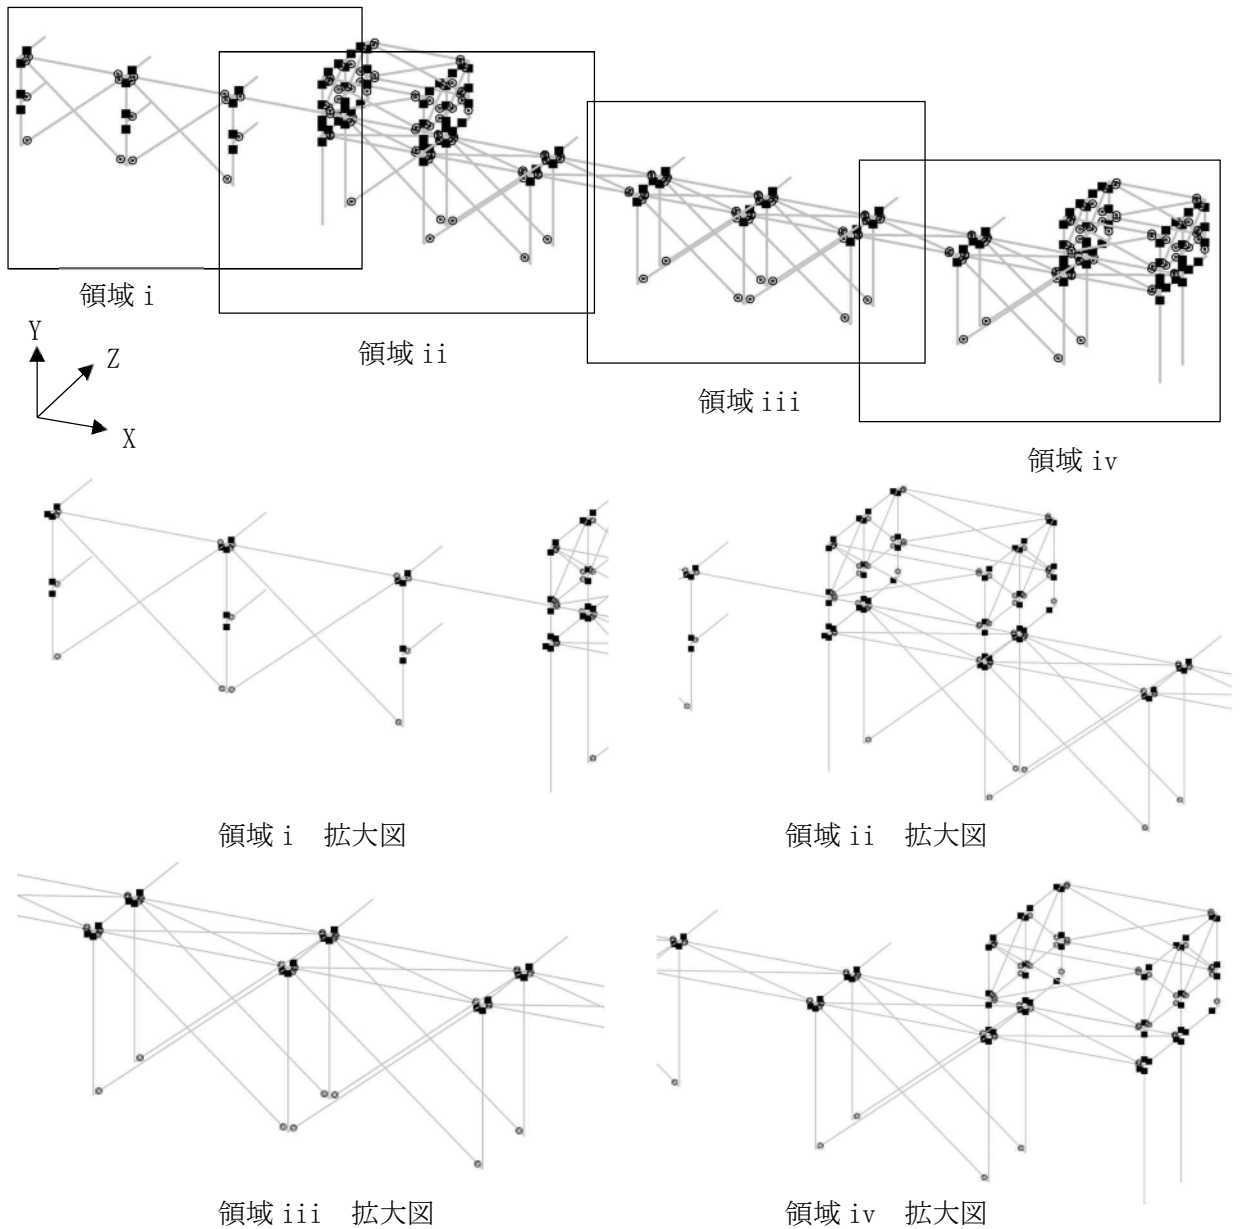 領域 i
Y
Z
X
領域 ii
領域 iii
領域 iv
領域 i 拡大図
領域 ii 拡大図
領域 iii 拡大図
領域 iv 拡大図